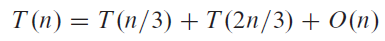 T(n) = T(n/3) + T(2n/3) + O(n)